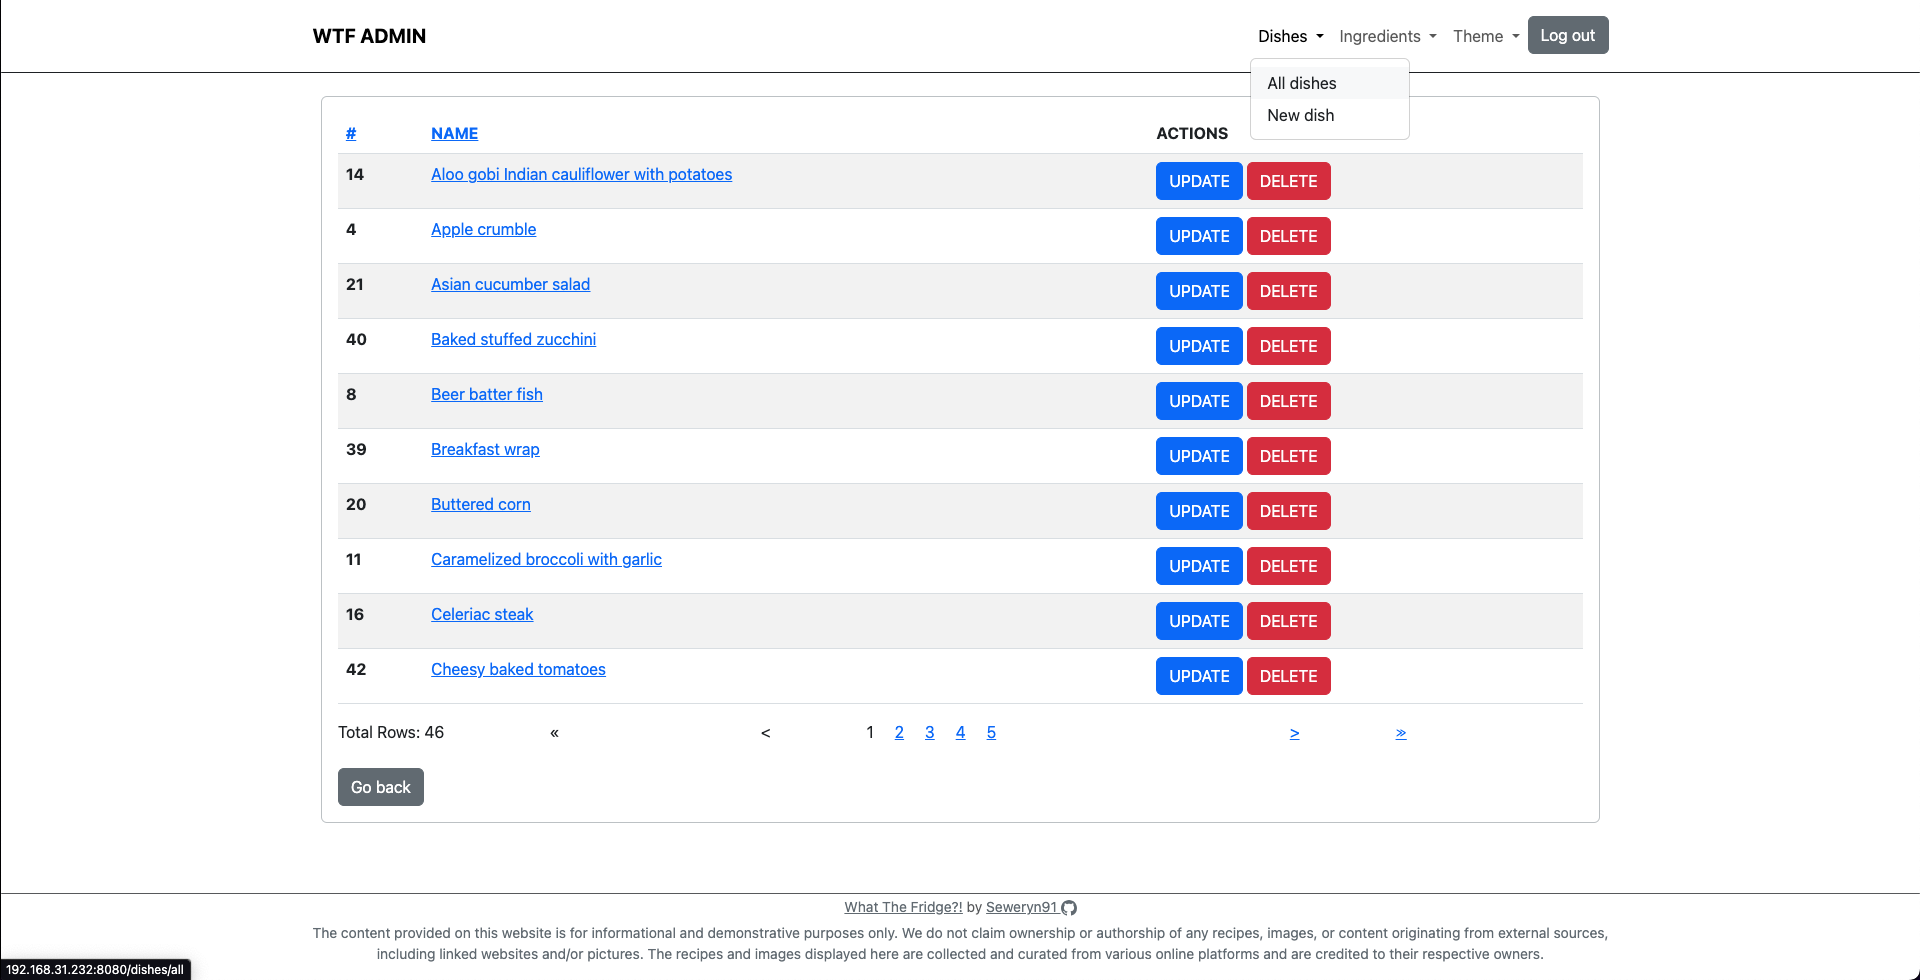 WTF ADMIN
Dishes Ingredients Theme Log out
All dishes
New dish
# NAME ACTIONS
14 Aloo gobi Indian cauliflower with potatoes UPDATE DELETE
4 Apple crumble UPDATE DELETE
21 Asian cucumber salad UPDATE DELETE
40 Baked stuffed zucchini UPDATE DELETE
8 Beer batter fish UPDATE DELETE
39 Breakfast wrap UPDATE DELETE
20 Buttered corn UPDATE DELETE
11 Caramelized broccoli with garlic UPDATE DELETE
16 Celeriac steak UPDATE DELETE
42 Cheesy baked tomatoes UPDATE DELETE
Total Rows: 46 « < 1 2 3 4 5 > »
Go back
What The Fridge?! by Seweryn91
The content provided on this website is for informational and demonstrative purposes only. We do not claim ownership or authorship of any recipes, images, or content originating from external sources,
including linked websites and/or pictures. The recipes and images displayed here are collected and curated from various online platforms and are credited to their respective owners.
192.168.31.232:8080/dishes/all